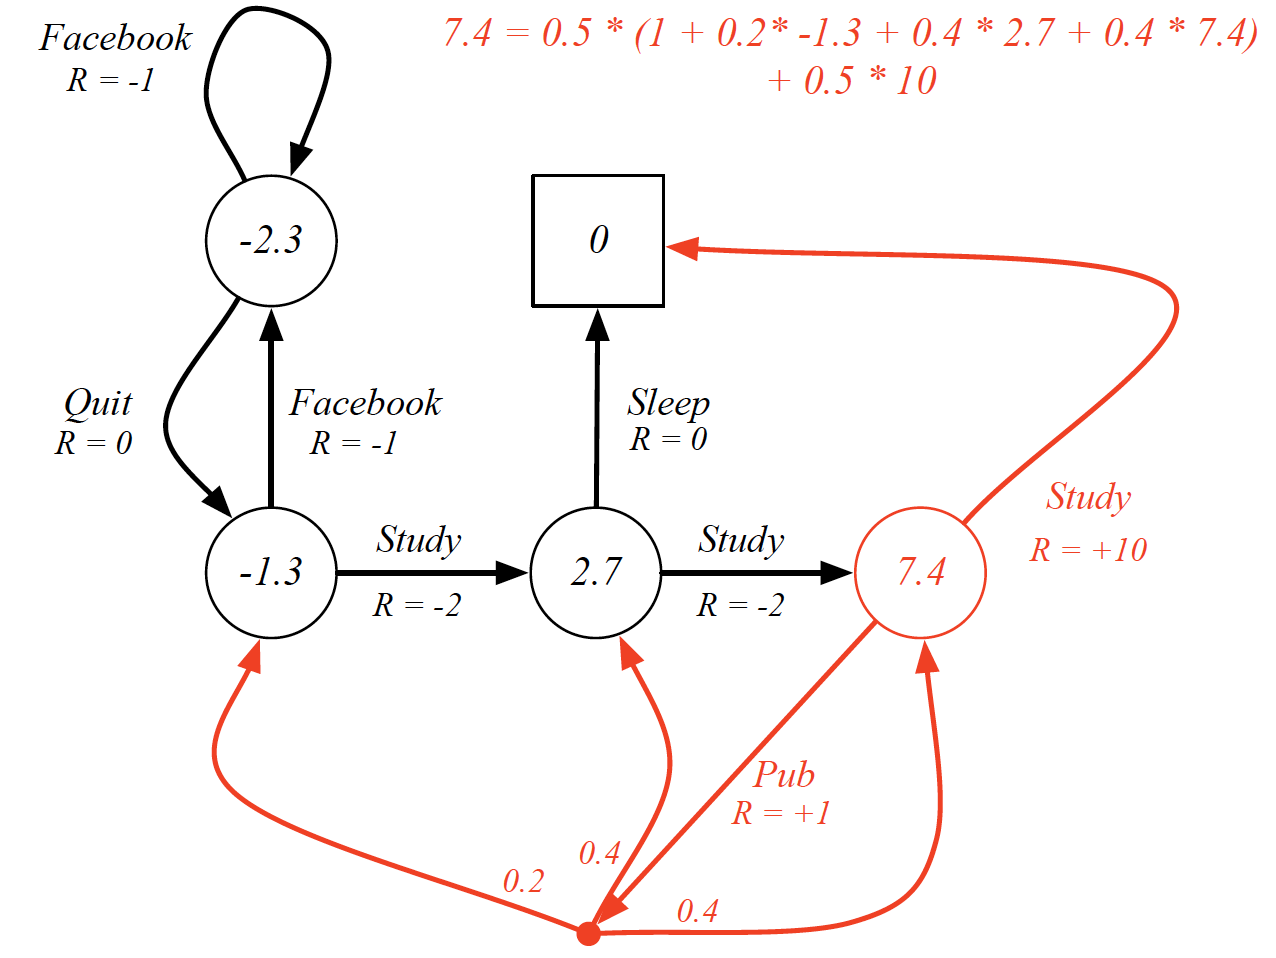 Facebook
R = -1
7.4 = 0.5 * (1 + 0.2* -1.3 + 0.4 * 2.7 + 0.4 * 7.4)
+ 0.5 * 10
-2.3
0
Quit
R = 0
Facebook
R = -1
Sleep
R = 0
-1.3
Study
R = -2
2.7
Study
R = -2
7.4
Study
R = +10
Pub
R = +1
0.2
0.4
0.4